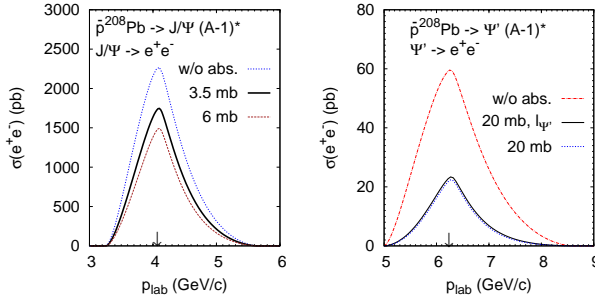 p̄ ²⁰⁸Pb -> J/Ψ (A-1)*
J/Ψ -> e⁺e⁻
w/o abs.
3.5 mb
6 mb
σ(e⁺e⁻) (pb)
3000
2500
2000
1500
1000
500
0
3 4 5 6
p_lab (GeV/c)
p̄ ²⁰⁸Pb -> Ψ' (A-1)*
Ψ' -> e⁺e⁻
w/o abs.
20 mb, l_Ψ'
20 mb
σ(e⁺e⁻) (pb)
80
60
40
20
0
5 6 7 8 9
p_lab (GeV/c)